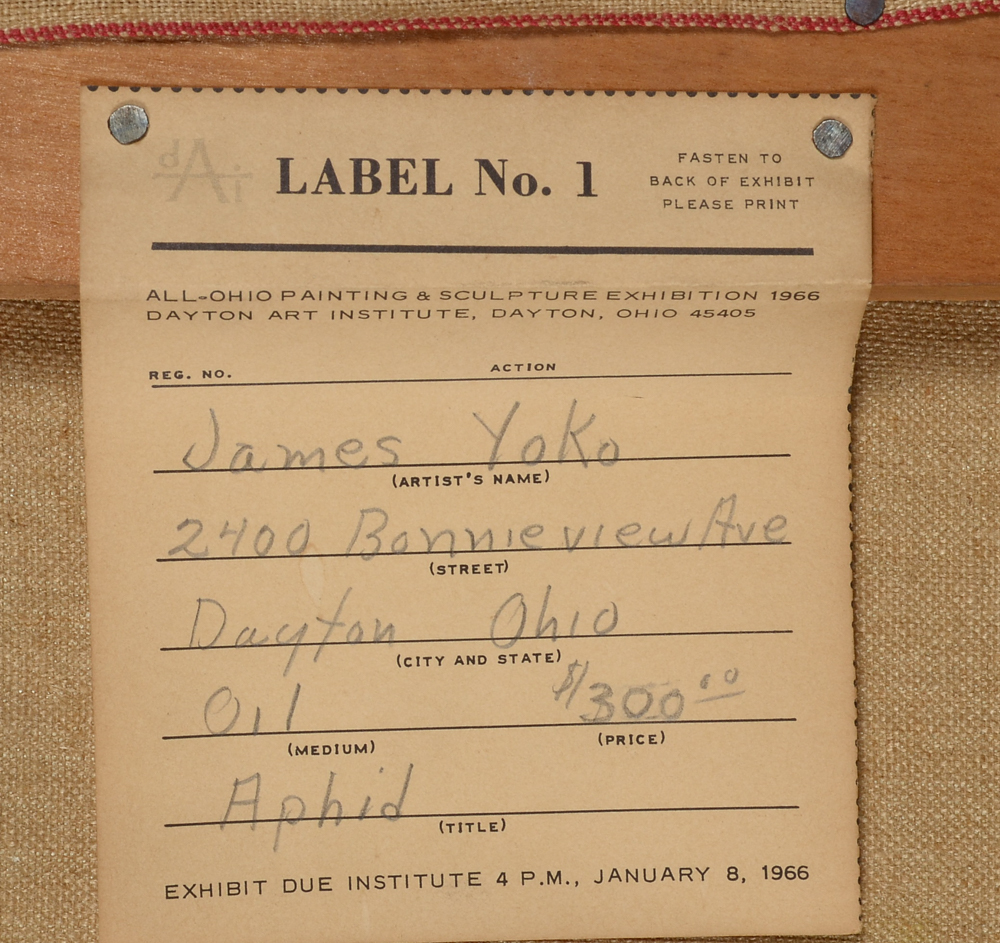 dAi
LABEL No. 1
FASTEN TO
BACK OF EXHIBIT
PLEASE PRINT
ALL-OHIO PAINTING & SCULPTURE EXHIBITION 1966
DAYTON ART INSTITUTE, DAYTON, OHIO 45405
REG. NO. ACTION
James Yoko
(ARTIST'S NAME)
2400 Bonnieview Ave
(STREET)
Dayton Ohio
(CITY AND STATE)
Oil $300.00
(MEDIUM) (PRICE)
Aphid
(TITLE)
EXHIBIT DUE INSTITUTE 4 P.M., JANUARY 8, 1966